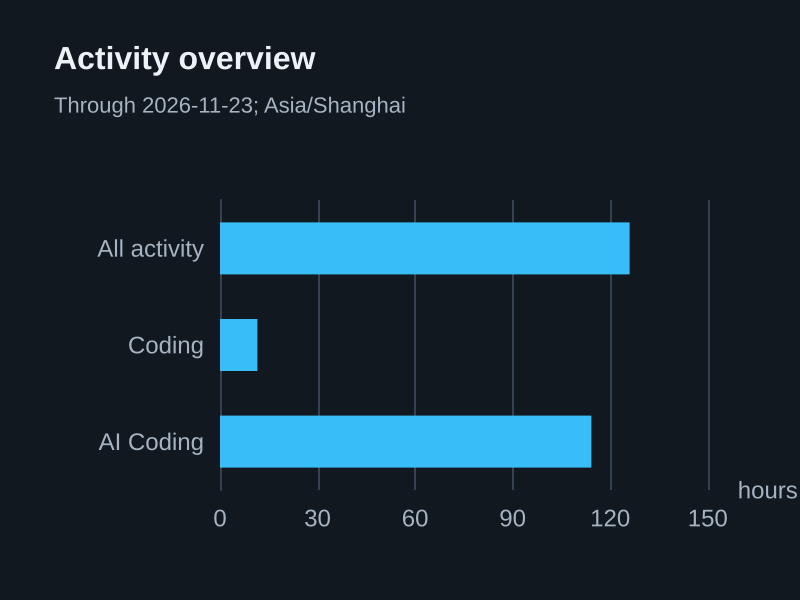 Activity overview
Through 2026-11-23; Asia/Shanghai
All activity
Coding
AI Coding
hours
0 30 60 90 120 150